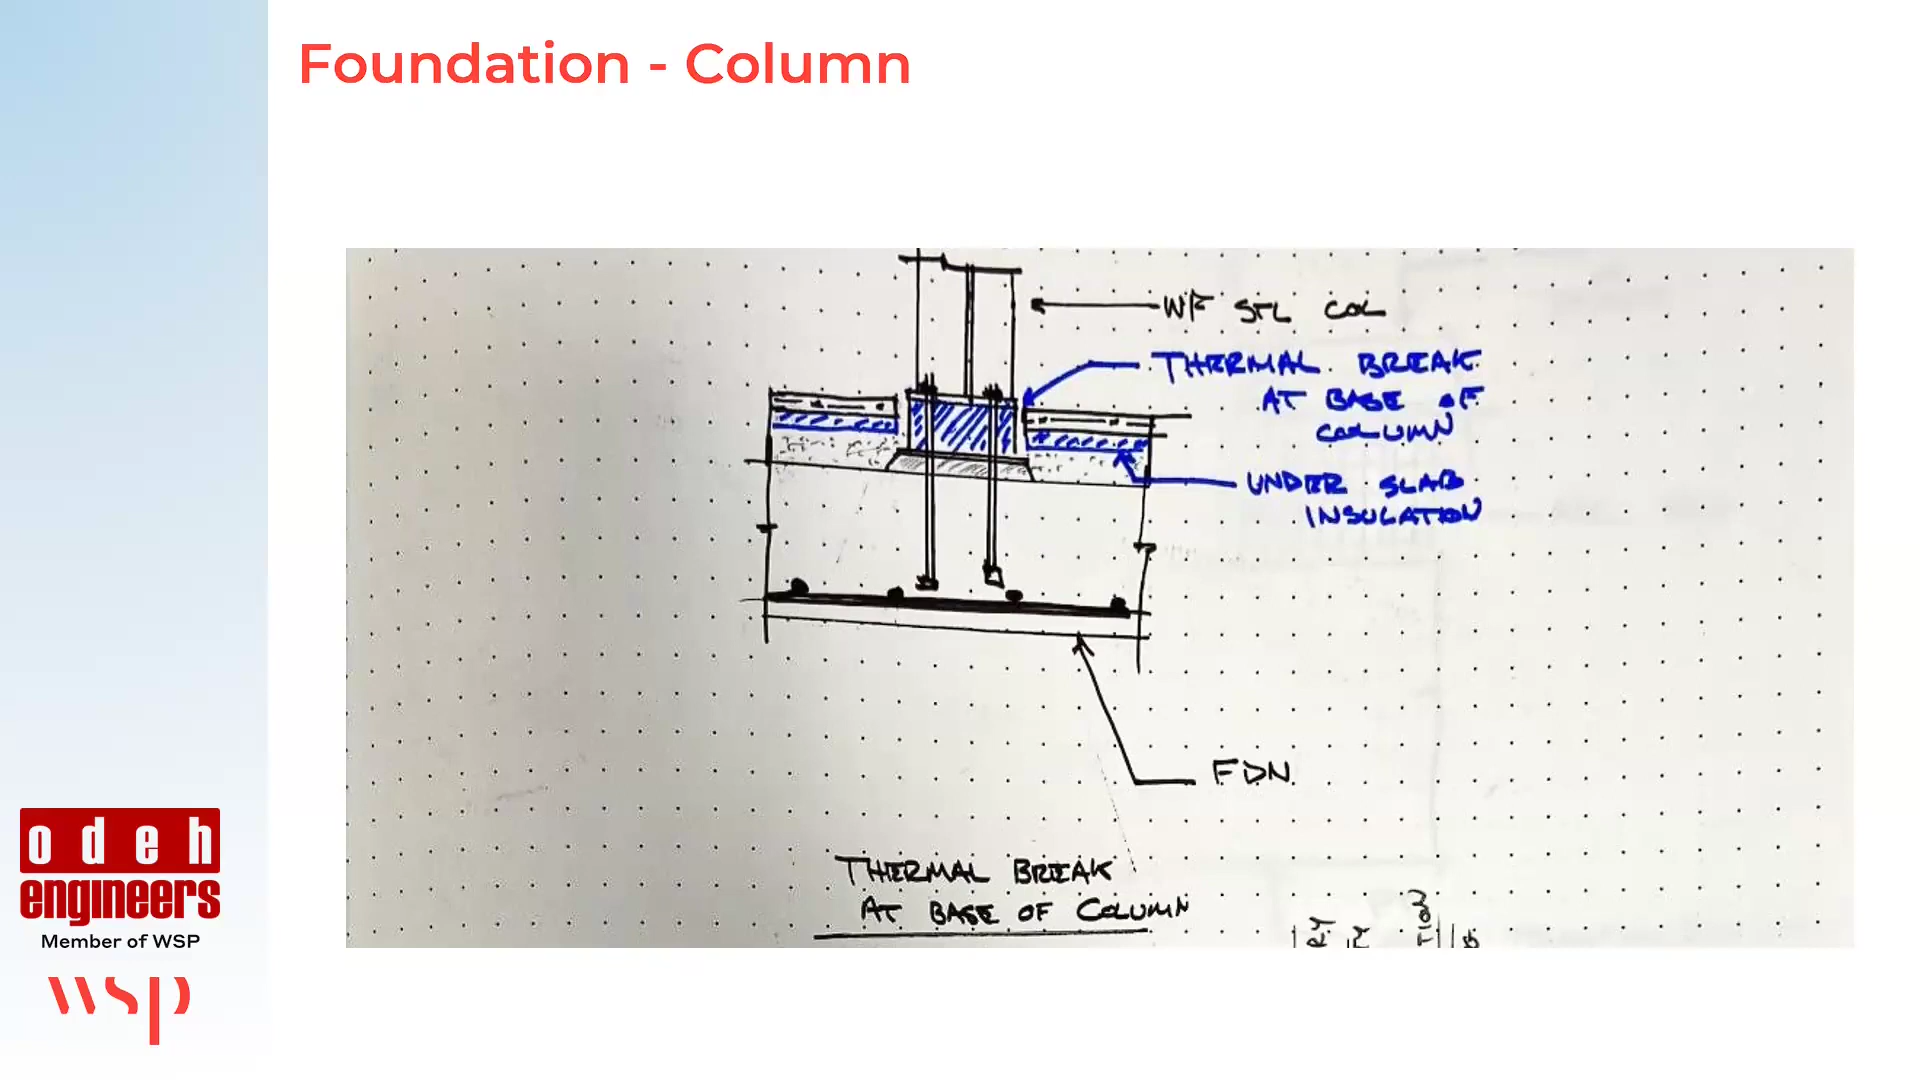 Foundation - Column
WF STL COL
THERMAL BREAK
AT BASE OF
COLUMN
UNDER SLAB
INSULATION
FDN
THERMAL BREAK
AT BASE OF COLUMN
odeh
engineers
Member of WSP
wsp